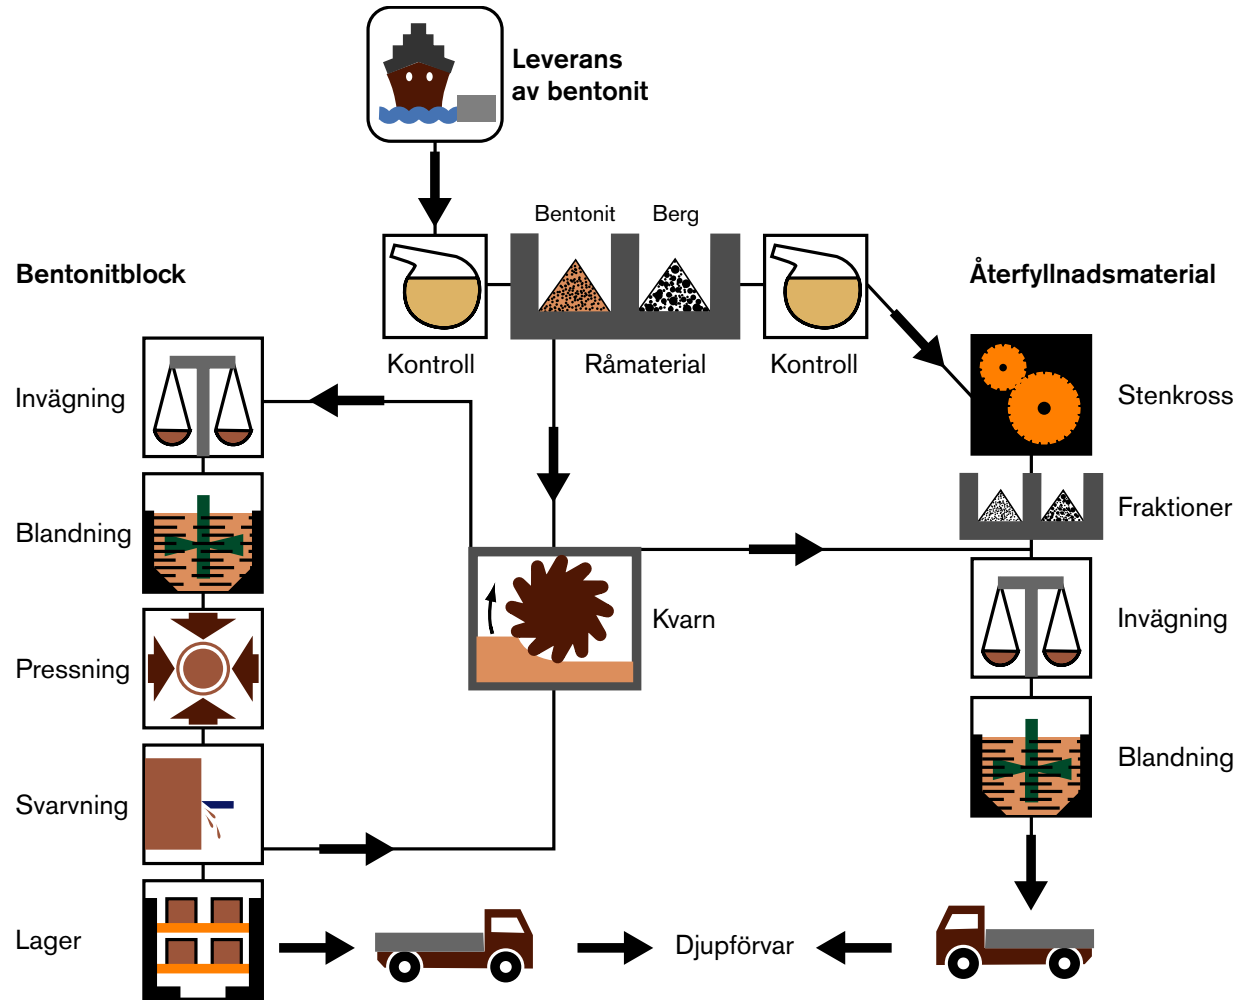 Leverans
av bentonit
Bentonit
Berg
Bentonitblock
Återfyllnadsmaterial
Kontroll
Råmaterial
Kontroll
Invägning
Stenkross
Fraktioner
Blandning
Kvarn
Invägning
Pressning
Blandning
Svarvning
Lager
Djupförvar